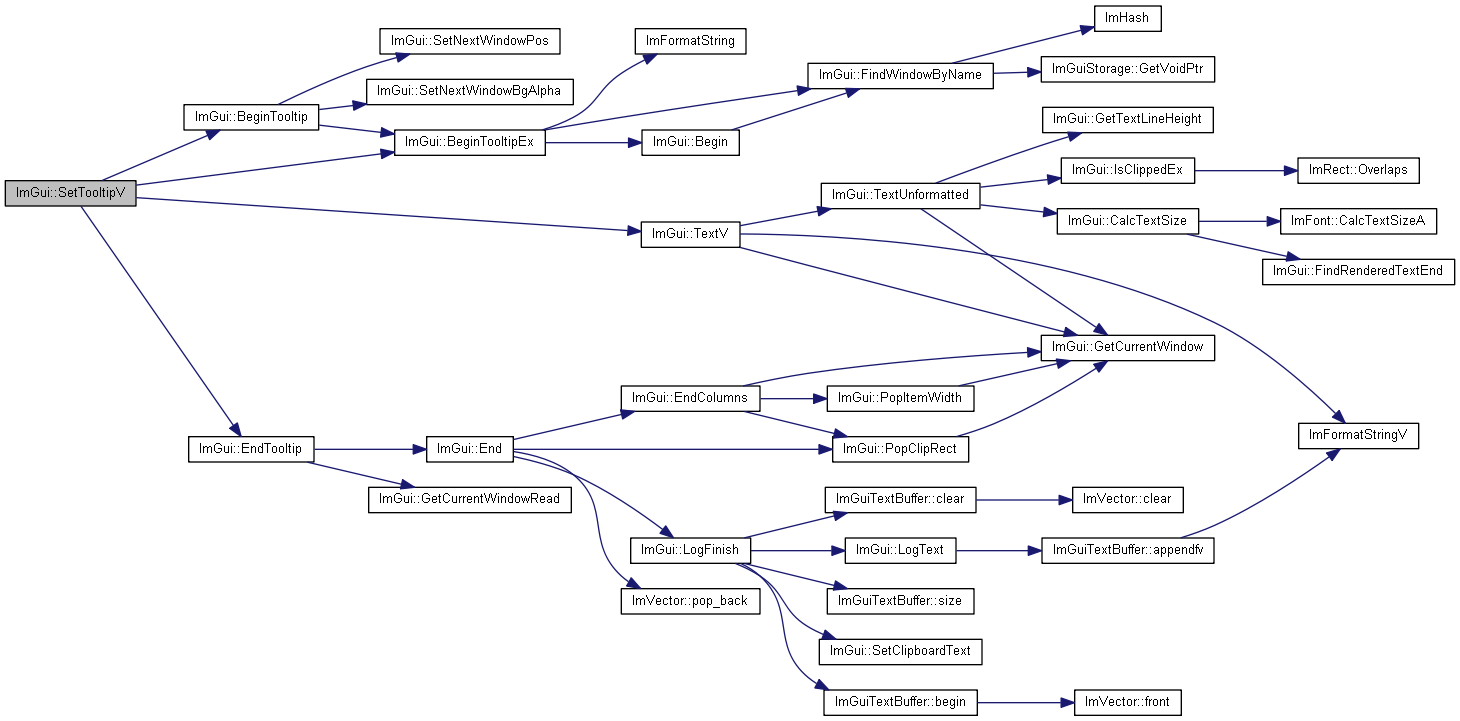 ImGui::SetTooltipV
ImGui::BeginTooltip
ImGui::SetNextWindowPos
ImGui::SetNextWindowBgAlpha
ImGui::BeginTooltipEx
ImFormatString
ImGui::Begin
ImGui::FindWindowByName
ImHash
ImGuiStorage::GetVoidPtr
ImGui::TextV
ImGui::TextUnformatted
ImGui::GetTextLineHeight
ImGui::IsClippedEx
ImRect::Overlaps
ImGui::CalcTextSize
ImFont::CalcTextSizeA
ImGui::FindRenderedTextEnd
ImGui::GetCurrentWindow
ImFormatStringV
ImGui::EndTooltip
ImGui::End
ImGui::GetCurrentWindowRead
ImGui::EndColumns
ImGui::PopItemWidth
ImGui::PopClipRect
ImGui::LogFinish
ImVector::pop_back
ImGuiTextBuffer::clear
ImVector::clear
ImGui::LogText
ImGuiTextBuffer::appendfv
ImGuiTextBuffer::size
ImGui::SetClipboardText
ImGuiTextBuffer::begin
ImVector::front